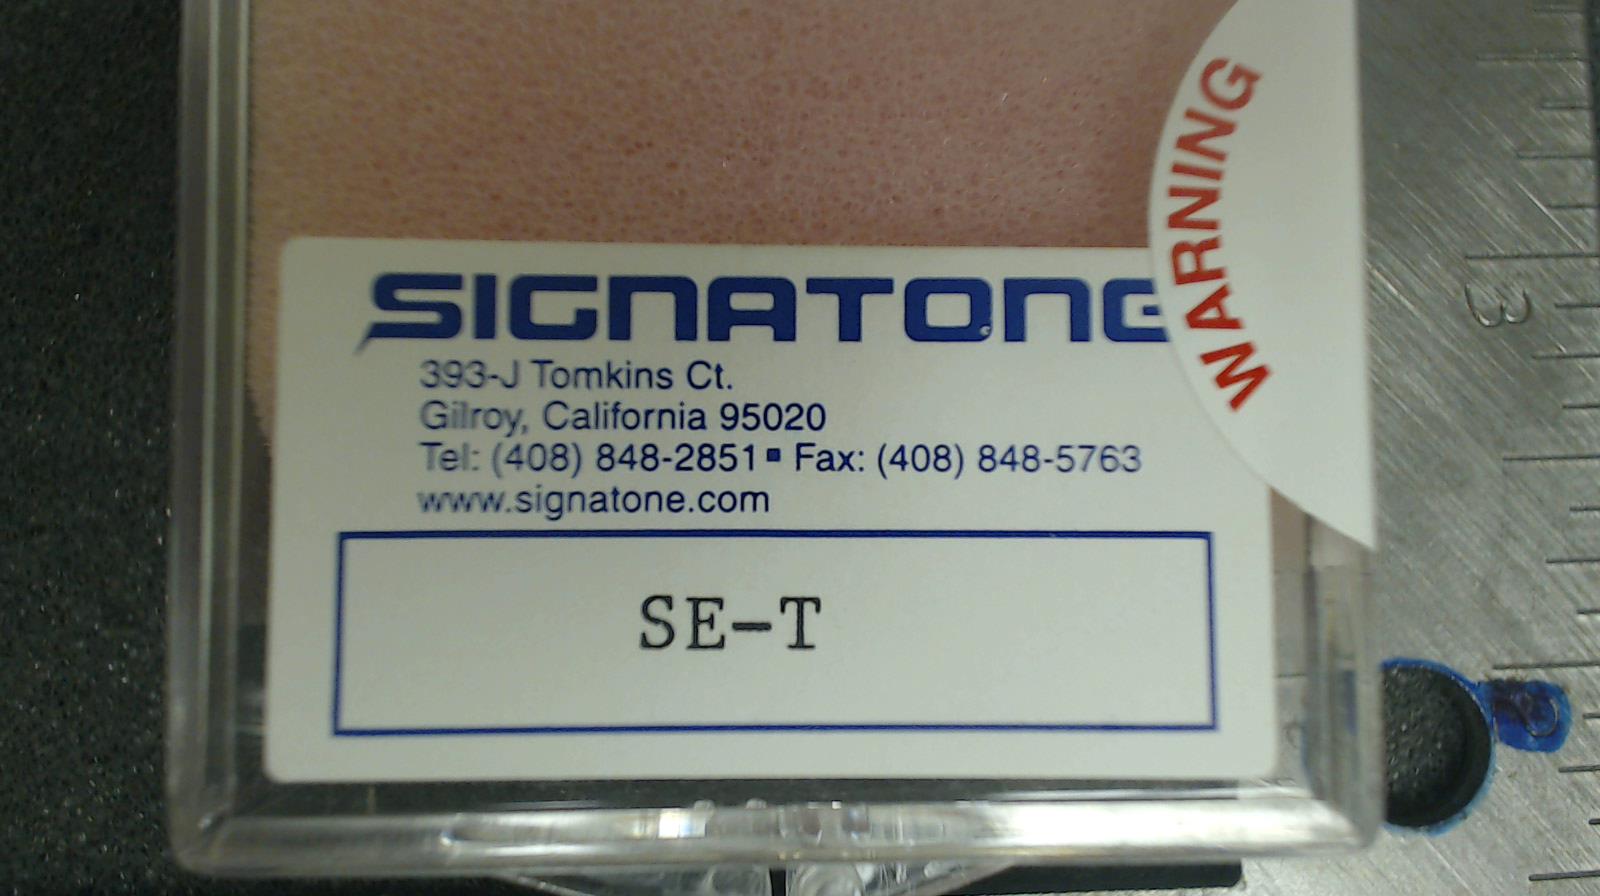 SIGNATONE
393-J Tomkins Ct.
Gilroy, California 95020
Tel: (408) 848-2851▪Fax: (408) 848-5763
www.signatone.com
SE-T
WARNING
3